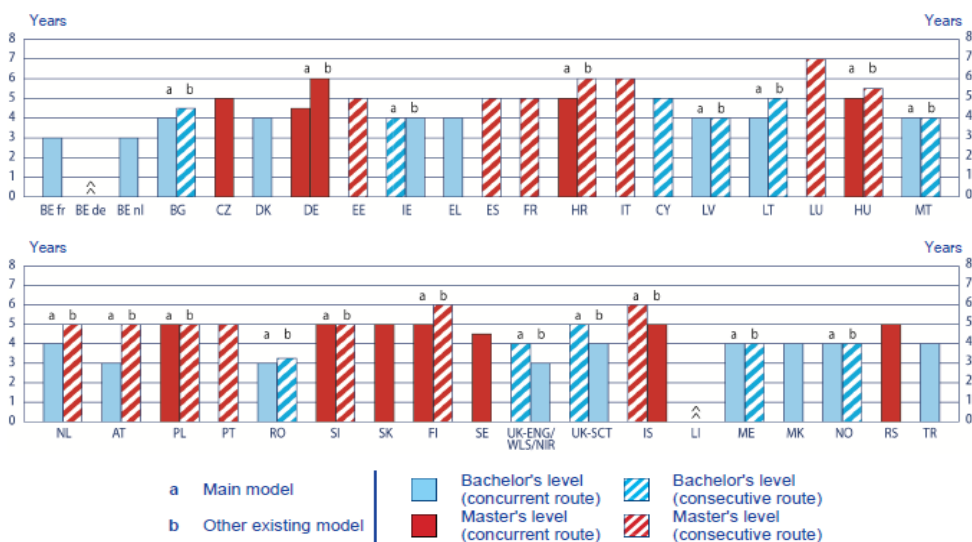 Years Years
8 8
7 7
a b a b a b
6 6
a b a b a b a b a b
5 5
4 4
3 3
2 2
1 1
0 0
BE fr BE de BE nl BG CZ DK DE EE IE EL ES FR HR IT CY LV LT LU HU MT
Years Years
8 8
7 7
a b a b
6 6
a b a b a b a b a b a b
5 5
a b a b a b
4 4
3 3
2 2
1 1
0 0
NL AT PL PT RO SI SK FI SE UK-ENG/ UK-SCT IS LI ME MK NO RS TR
WLS/NIR
a Main model
b Other existing model
Bachelor's level
(concurrent route)
Master's level
(concurrent route)
Bachelor's level
(consecutive route)
Master's level
(consecutive route)